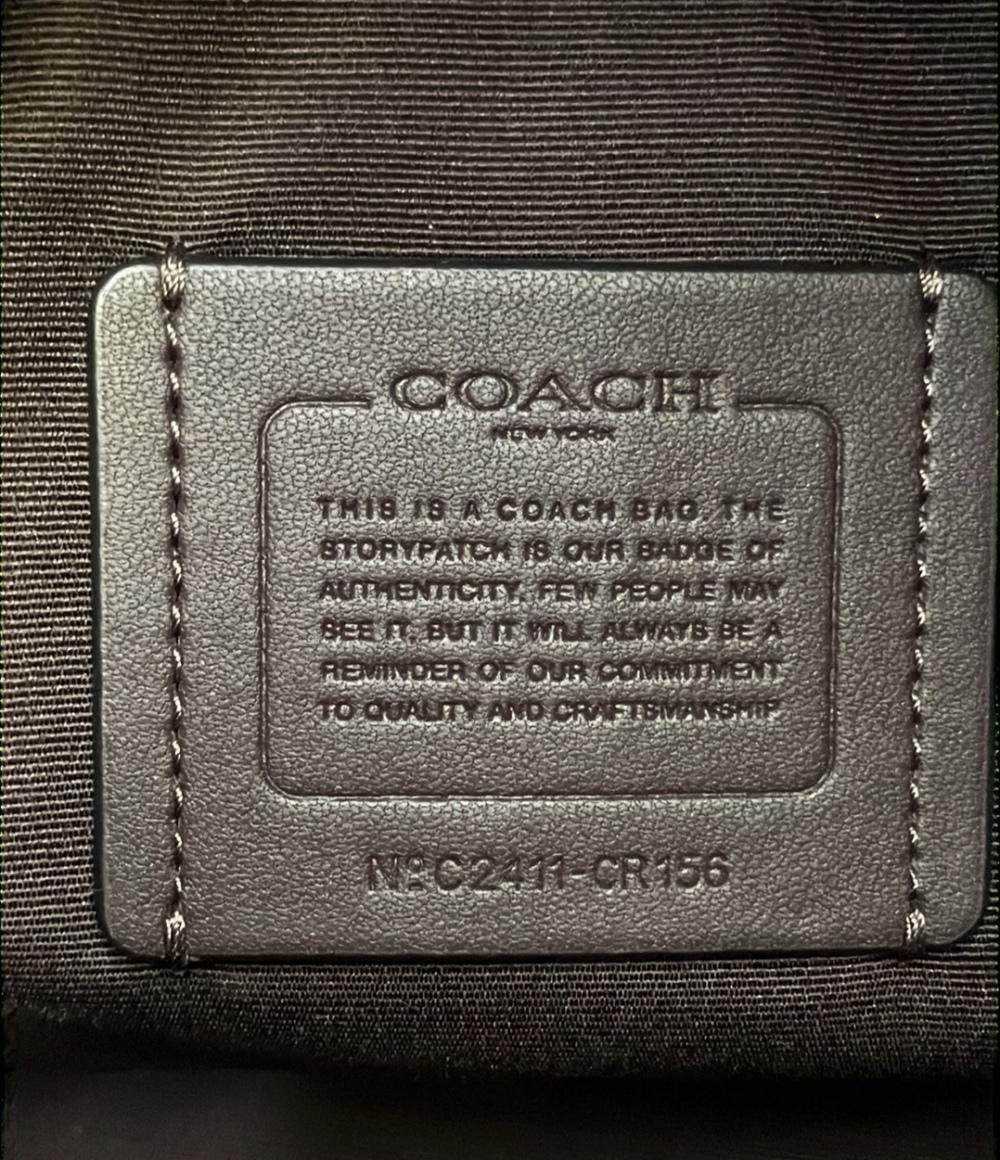 COACH
NEW YORK
THIS IS A COACH BAG. THE
STORYPATCH IS OUR BADGE OF
AUTHENTICITY. FEW PEOPLE MAY
SEE IT. BUT IT WILL ALWAYS BE A
REMINDER OF OUR COMMITMENT
TO QUALITY AND CRAFTSMANSHIP
Nº C2411-CR156